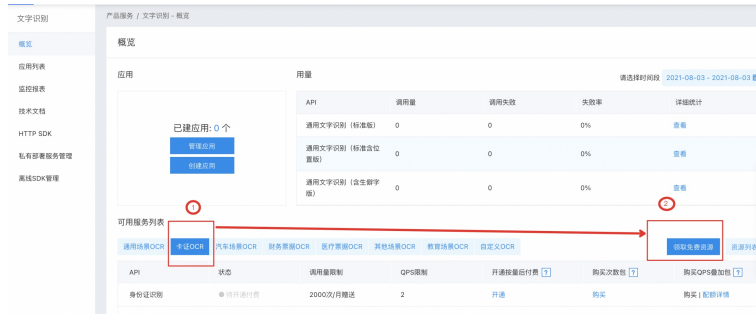 文字识别
产品服务 / 文字识别 - 概览
概览
概览
应用列表
监控报表
技术文档
HTTP SDK
私有部署服务管理
离线SDK管理
应用
已建应用: 0 个
管理应用
创建应用
用量
请选择时间段 2021-08-03 - 2021-08-03
API 调用量 调用失败 失败率 详细统计
通用文字识别（标准版） 0 0 0% 查看
通用文字识别（标准含位置版） 0 0 0% 查看
通用文字识别（含生僻字版） 0 0 0% 查看
① ②
可用服务列表
通用场景OCR 卡证OCR 汽车场景OCR 财务票据OCR 医疗票据OCR 其他场景OCR 教育场景OCR 自定义OCR 领取免费资源 资源列表
API 状态 调用量限制 QPS限制 开通按量后付费 ? 购买次数包 ? 购买QPS叠加包 ?
身份证识别 待开通付费 2000次/月赠送 2 开通 购买 购买 | 配额详情